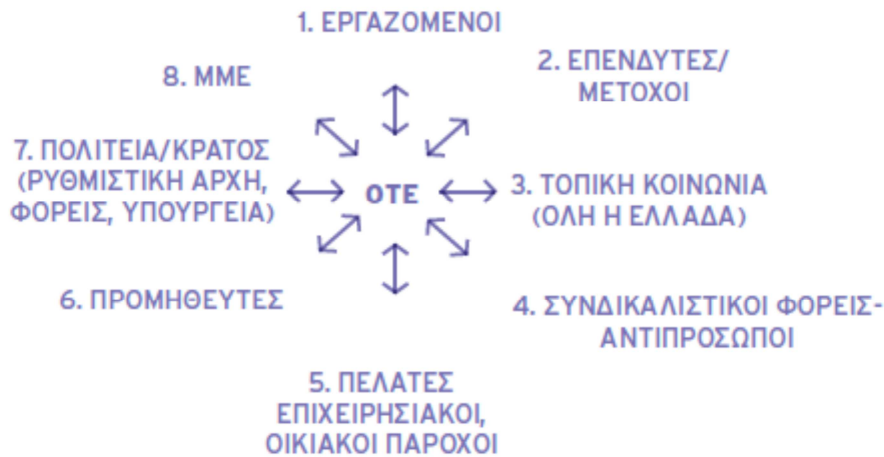 1. ΕΡΓΑΖΟΜΕΝΟΙ
2. ΕΠΕΝΔΥΤΕΣ/
ΜΕΤΟΧΟΙ
3. ΤΟΠΙΚΗ ΚΟΙΝΩΝΙΑ
(ΟΛΗ Η ΕΛΛΑΔΑ)
4. ΣΥΝΔΙΚΑΛΙΣΤΙΚΟΙ ΦΟΡΕΙΣ-
ΑΝΤΙΠΡΟΣΩΠΟΙ
5. ΠΕΛΑΤΕΣ
ΕΠΙΧΕΙΡΗΣΙΑΚΟΙ,
ΟΙΚΙΑΚΟΙ ΠΑΡΟΧΟΙ
6. ΠΡΟΜΗΘΕΥΤΕΣ
7. ΠΟΛΙΤΕΙΑ/ΚΡΑΤΟΣ
(ΡΥΘΜΙΣΤΙΚΗ ΑΡΧΗ,
ΦΟΡΕΙΣ, ΥΠΟΥΡΓΕΙΑ)
8. ΜΜΕ
ΟΤΕ